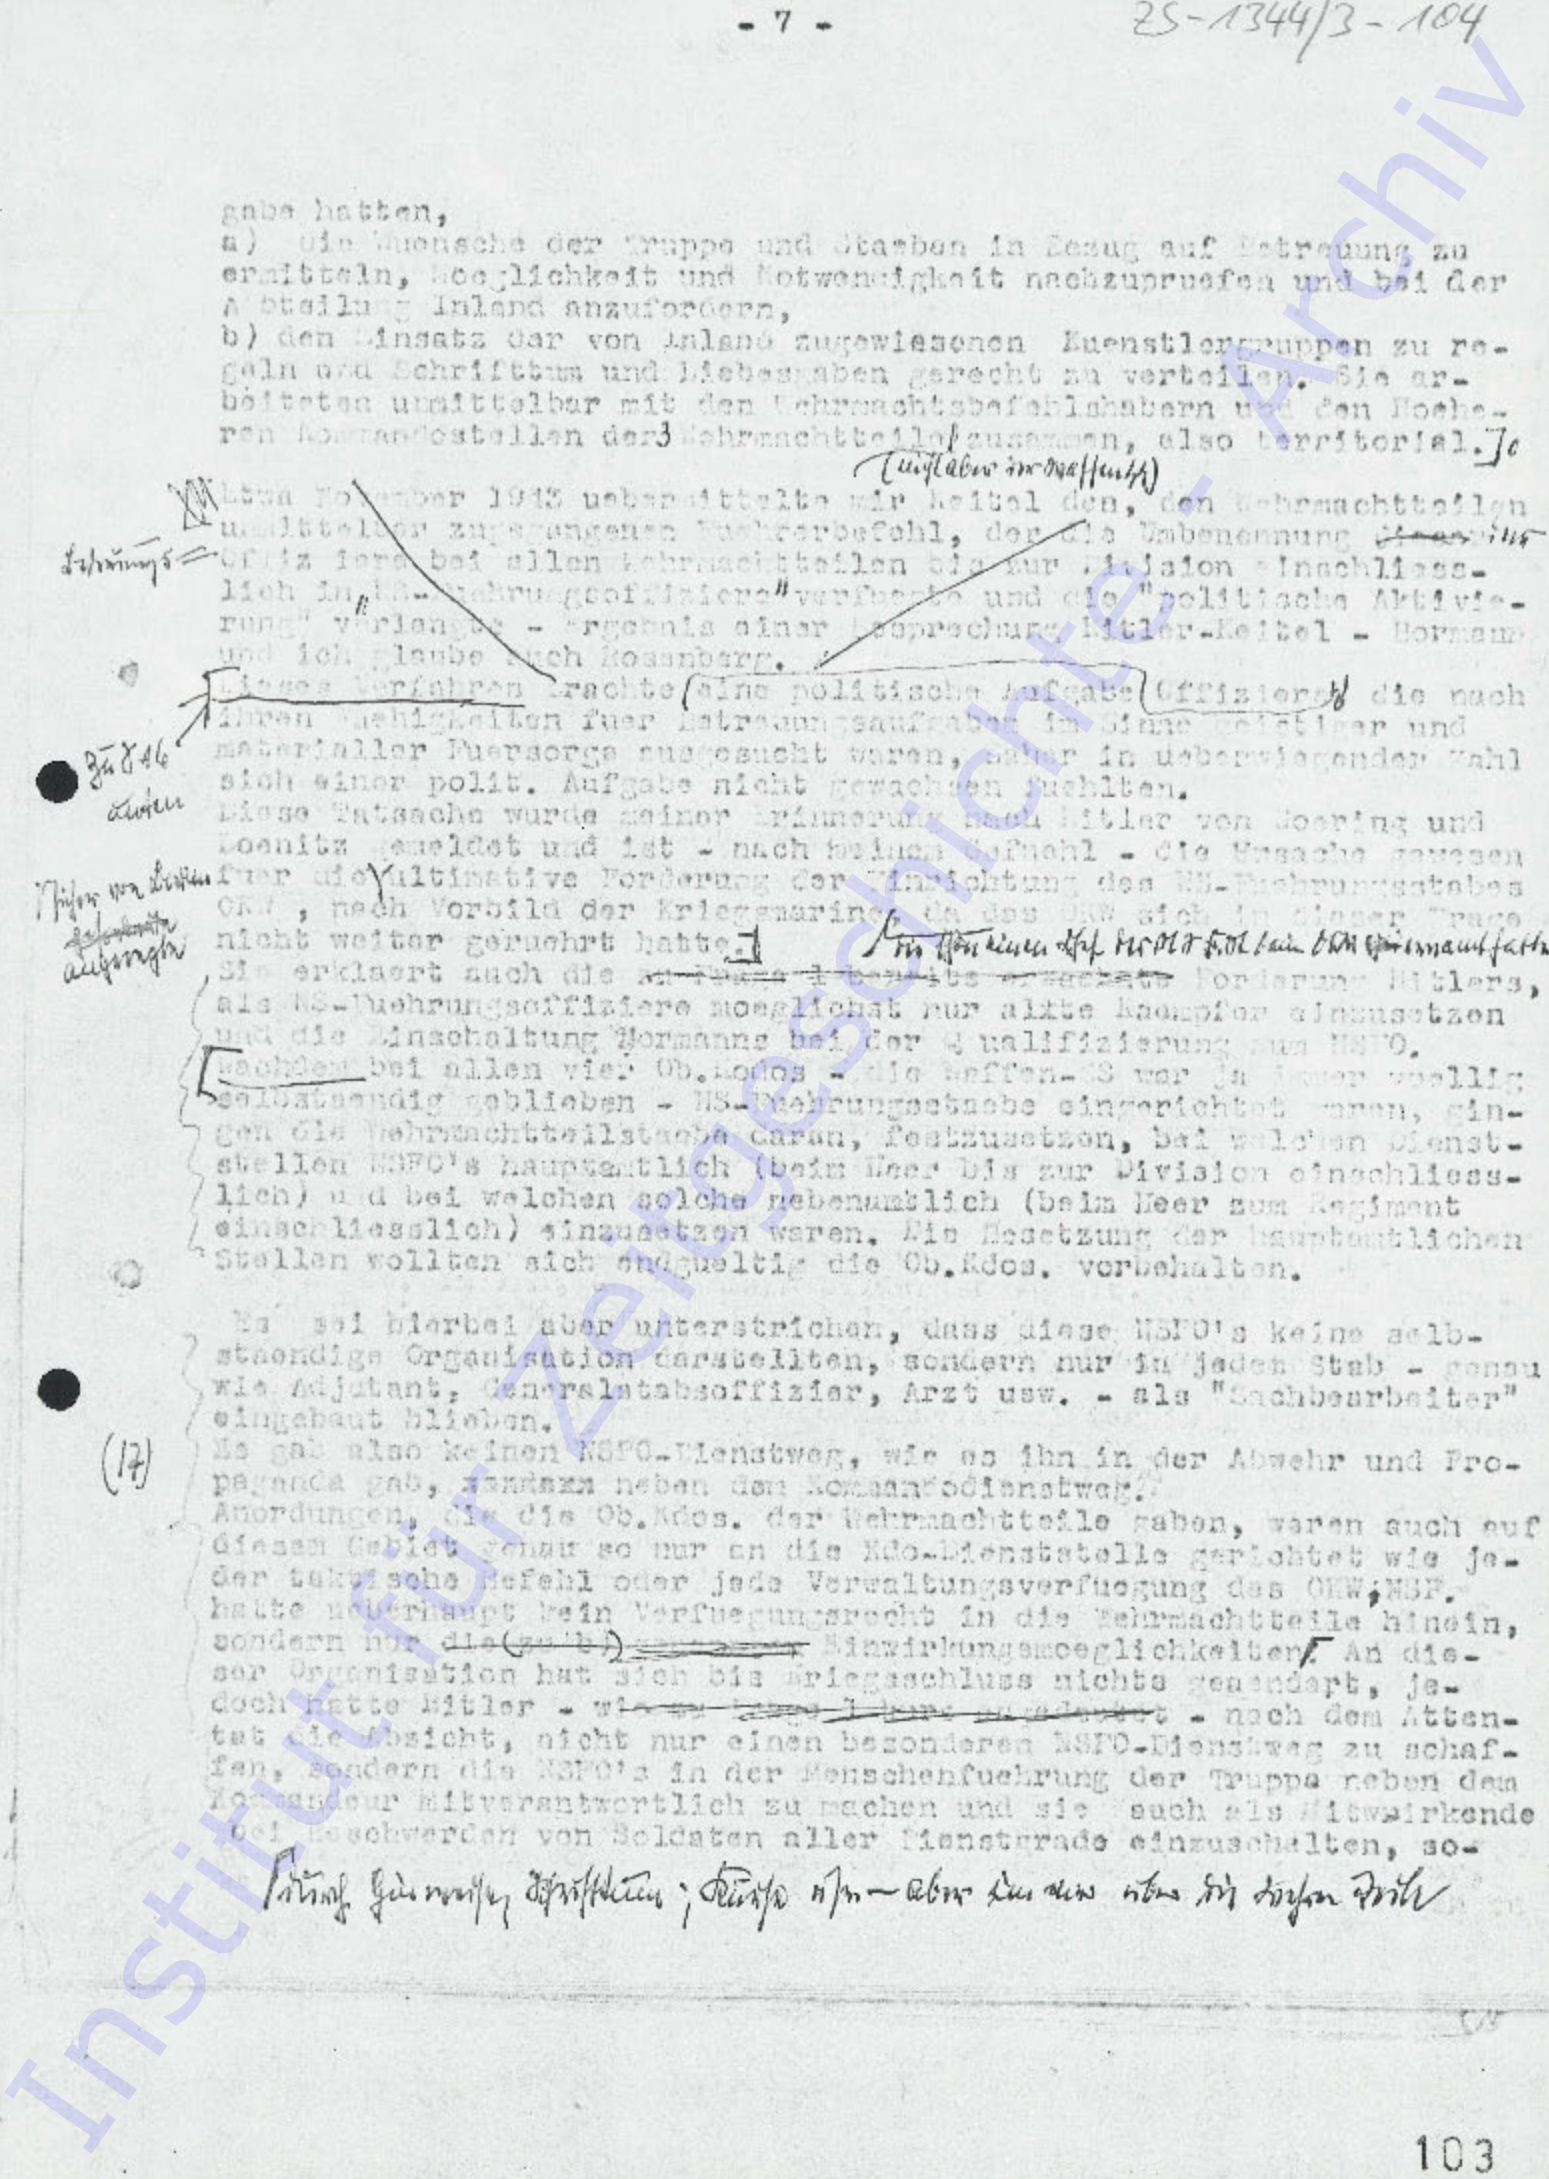 - 7 -
ZS-1344/3-104
gabe hatten,
a) die Wuensche der Truppe und Staeben in Bezug auf Betreuung zu
ermitteln, Moeglichkeit und Notwendigkeit nachzupruefen und bei der
A bteilung Inland anzufordern,
b) den Einsatz der von Inland zugewiesenen Kuenstlergruppen zu re-
geln und Schrifttum und Liebesgaben gerecht zu verteilen. Sie ar-
beiteten unmittelbar mit den Wehrmachtsbefehlshabern und den Hoehe-
ren Kommandostellen der 3 Wehrmachtteile zusammen, also territorial.
Etwa November 1943 uebermittelte mir Keitel den, den Wehrmachtteilen
unmittelbar zugegangenen Fuehrerbefehl, der die Umbenennung
Betreuungs=
Offiz iere bei allen Wehrmachtteilen bis zur Division einschliess-
lich in "NS-Fuehrungsoffiziere" verfuegte und die "politische Aktivie-
rung" verlangte - Ergebnis einer Besprechung Hitler-Keitel - Bormann
und ich glaube auch Rosenberg.
Dieses Verfahren brachte eine politische Aufgabe Offiziere, die nach
ihren Faehigkeiten fuer Betreuungsaufgaben im Sinne geistiger und
materieller Fuersorge ausgesucht waren, daher in ueberwiegender Zahl
sich einer polit. Aufgabe nicht gewachsen fuehlten.
Diese Tatsache wurde meiner Erinnerung nach Hitler von Goering und
Doenitz gemeldet und ist - nach meinem Gefuehl - die Ursache gewesen
fuer die ultimative Forderung der Einrichtung des NS-Fuehrungsstabes
OKW , nach Vorbild der Kriegsmarine, da das OKW sich in dieser Frage
nicht weiter geruehrt hatte.
Sie erklaert auch die Forderung Hitlers,
als NS-Fuehrungsoffiziere moeglichst nur allte Kaempfer einzusetzen
und die Einschaltung Bormanns bei der Q ualifizierung zum NSFO.
Nachdem bei allen vier Ob.Kodos - die Waffen-SS war ja immer voellig
selbstaendig geblieben - NS-Fuehrungsstaebe eingerichtet waren, gin-
gen die Wehrmachtteilstaebe daran, festzusetzen, bei welchen Dienst-
stellen NSFO's hauptamtlich (beim Heer bis zur Division einschliess-
lich) und bei welchen solche nebenamtlich (beim Heer zum Regiment
einschliesslich) einzusetzen waren. Die Besetzung der hauptamtlichen
Stellen wollten sich endgueltig die Ob.Kdos. vorbehalten.
Es sei hierbei aber unterstrichen, dass diese NSFO's keine selb-
staendige Organisation darstellten, sondern nur in jeden Stab - genau
wie Adjutant, Generalstabsoffizier, Arzt usw. - als "Sachbearbeiter"
eingebaut blieben.
(17)
Es gab also keinen NSFO-Dienstweg, wie es ihn in der Abwehr und Pro-
paganda gab, neben dem Kommandodienstweg.
Anordungen, die die Ob.Kdos. der Wehrmachtteile gaben, waren auch auf
diesem Gebiet genau so nur an die Kdo-Dienststelle gerichtet wie je-
der taktische Befehl oder jede Verwaltungsverfuegung des OKW; NSF.
hatte ueberhaupt kein Verfuegungsrecht in die Wehrmachtteile hinein,
sondern nur Einwirkungsmoeglichkeiten. An die-
ser Organisation hat sich bis Kriegsschluss nichts geaendert, je-
doch hatte Hitler - - nach dem Atten-
tat die Absicht, nicht nur einen besonderen NSFO-Dienstweg zu schaf-
fen, sondern die NSFO's in der Menschenfuehrung der Truppe neben dem
Kommandeur Mitverantwortlich zu machen und sie auch als Mitwirkende
bei Beschwerden von Soldaten aller Dienstgrade einzuschalten, so-
103
Institut für Zeitgeschichte - Archiv